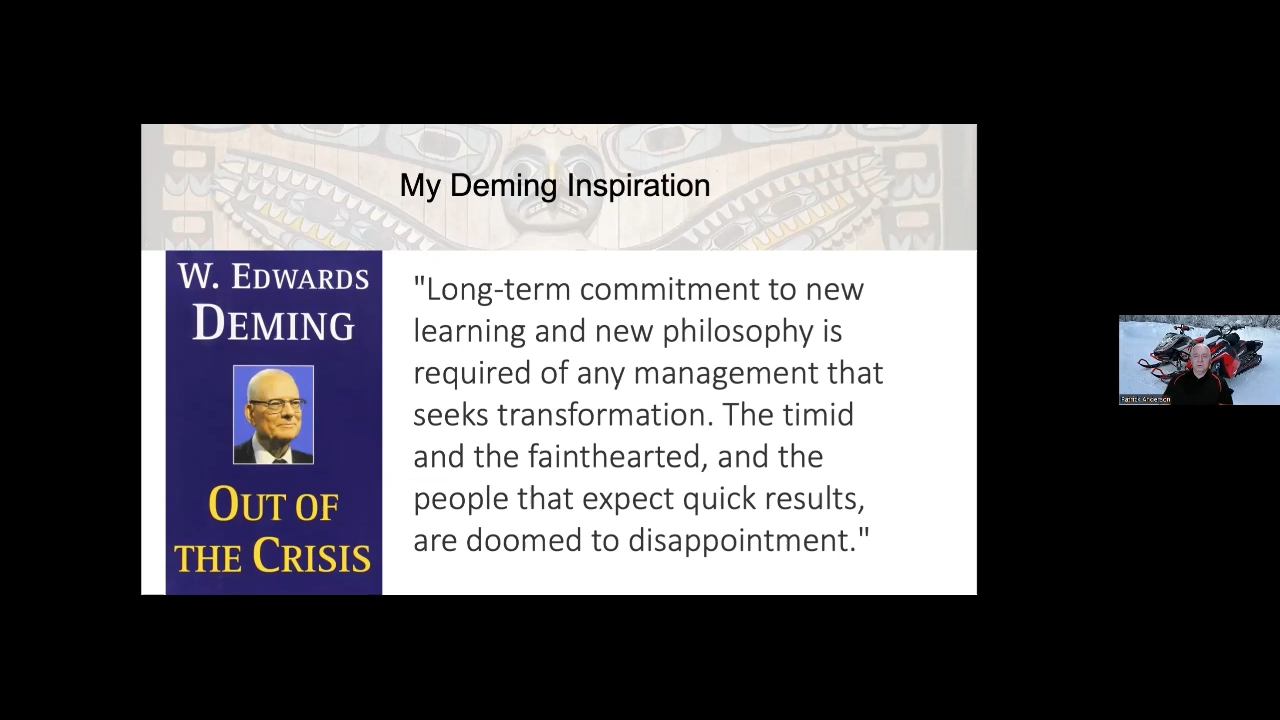 My Deming Inspiration
W. EDWARDS
DEMING
OUT OF
THE CRISIS
"Long-term commitment to new
learning and new philosophy is
required of any management that
seeks transformation. The timid
and the fainthearted, and the
people that expect quick results,
are doomed to disappointment."
Patrick Anderson